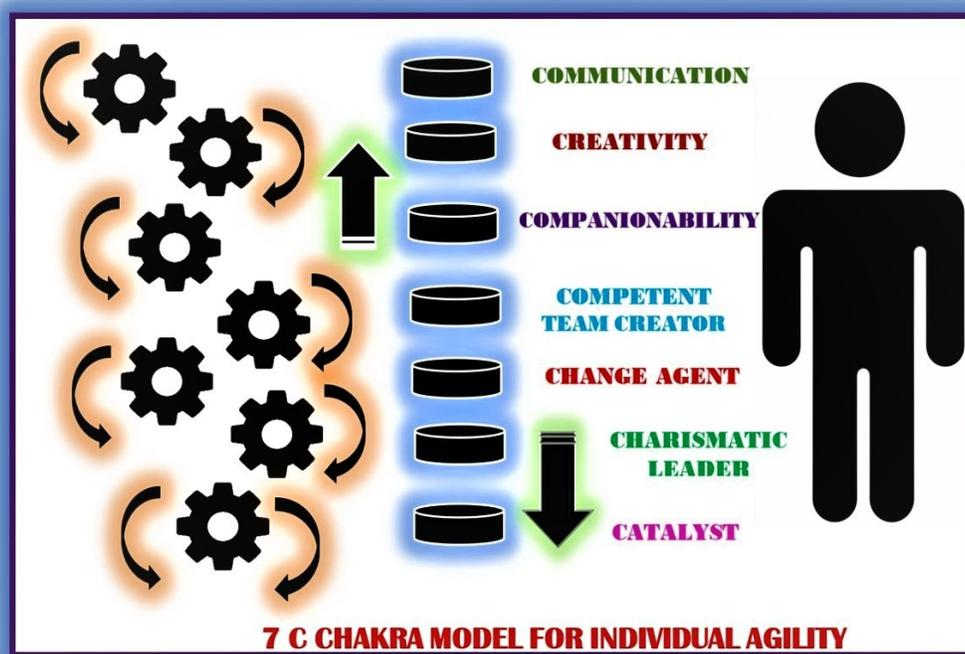 COMMUNICATION
CREATIVITY
COMPANIONABILITY
COMPETENT
TEAM CREATOR
CHANGE AGENT
CHARISMATIC
LEADER
CATALYST
7 C CHAKRA MODEL FOR INDIVIDUAL AGILITY